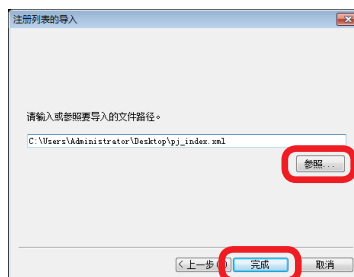 注册列表的导入
请输入或参照要导入的文件路径。
C:\Users\Administrator\Desktop\pj_index.xml
参照...
<上一步
完成
取消